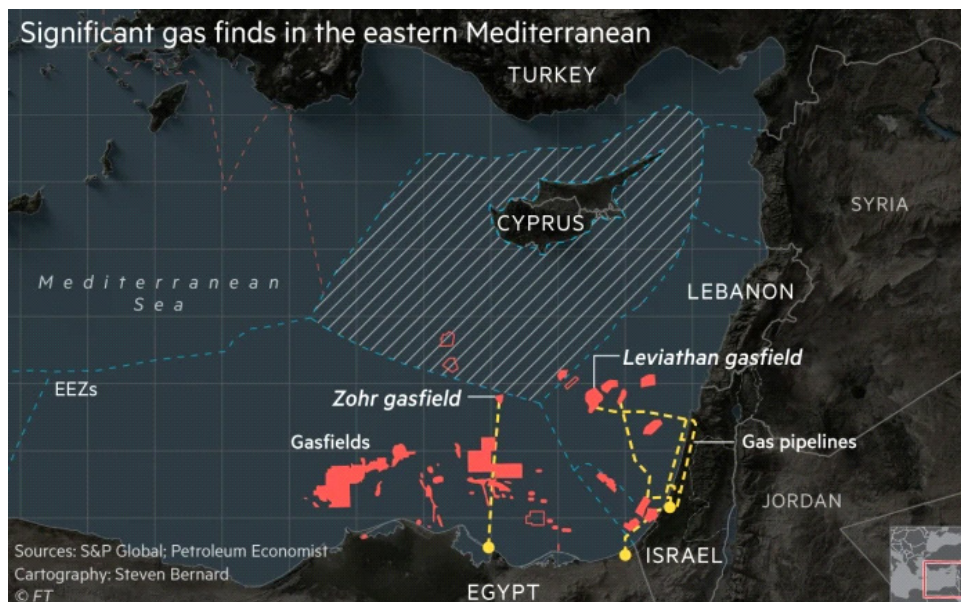 Significant gas finds in the eastern Mediterranean
TURKEY
CYPRUS
SYRIA
Mediterranean
Sea
LEBANON
Leviathan gasfield
EEZs
Zohr gasfield
Gasfields
Gas pipelines
JORDAN
Sources: S&P Global; Petroleum Economist
ISRAEL
Cartography: Steven Bernard
© FT
EGYPT